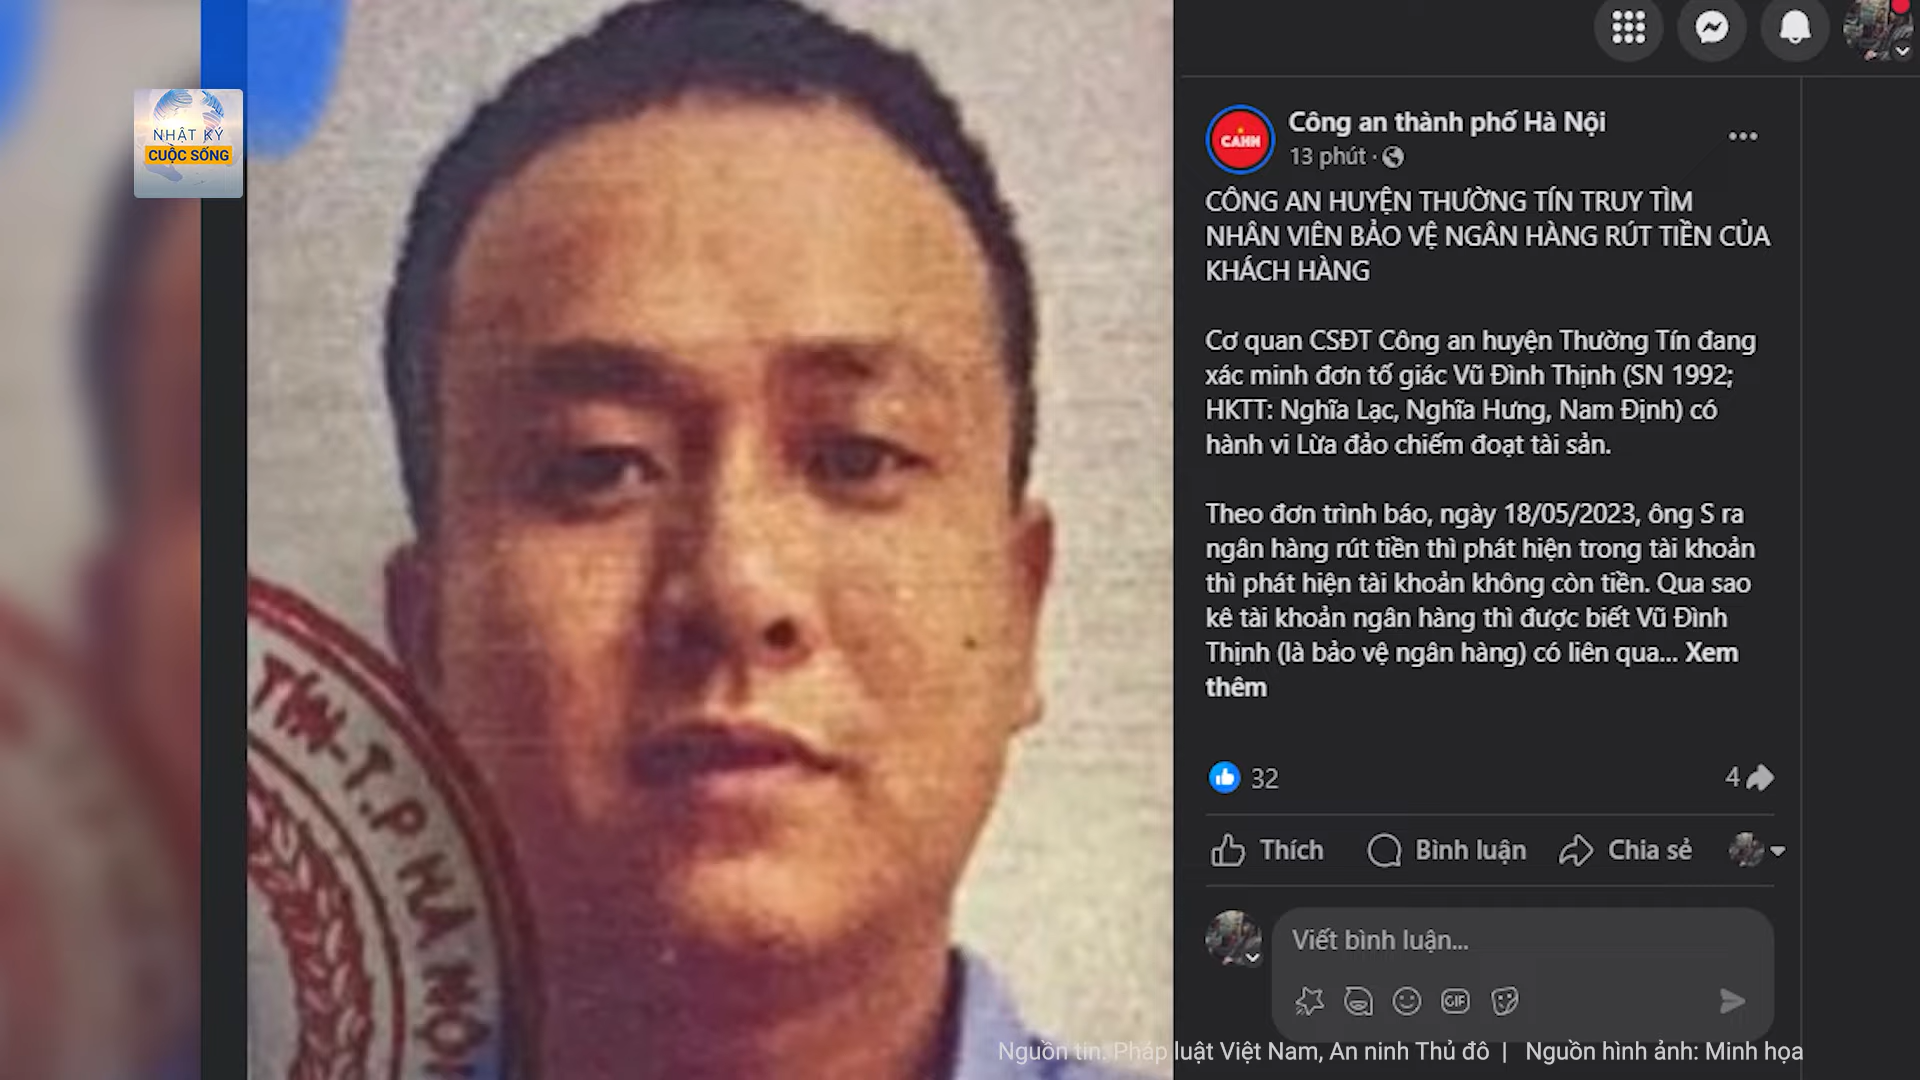 NHẬT KÝ
CUỘC SỐNG
TÍN-T.P HÀ NỘI
CAHN
Công an thành phố Hà Nội
13 phút ·
CÔNG AN HUYỆN THƯỜNG TÍN TRUY TÌM
NHÂN VIÊN BẢO VỆ NGÂN HÀNG RÚT TIỀN CỦA
KHÁCH HÀNG
Cơ quan CSĐT Công an huyện Thường Tín đang
xác minh đơn tố giác Vũ Đình Thịnh (SN 1992;
HKTT: Nghĩa Lạc, Nghĩa Hưng, Nam Định) có
hành vi Lừa đảo chiếm đoạt tài sản.
Theo đơn trình báo, ngày 18/05/2023, ông S ra
ngân hàng rút tiền thì phát hiện trong tài khoản
thì phát hiện tài khoản không còn tiền. Qua sao
kê tài khoản ngân hàng thì được biết Vũ Đình
Thịnh (là bảo vệ ngân hàng) có liên qua... Xem
thêm
32
4
Thích
Bình luận
Chia sẻ
Viết bình luận...
GIF
Nguồn tin: Pháp luật Việt Nam, An ninh Thủ đô | Nguồn hình ảnh: Minh họa